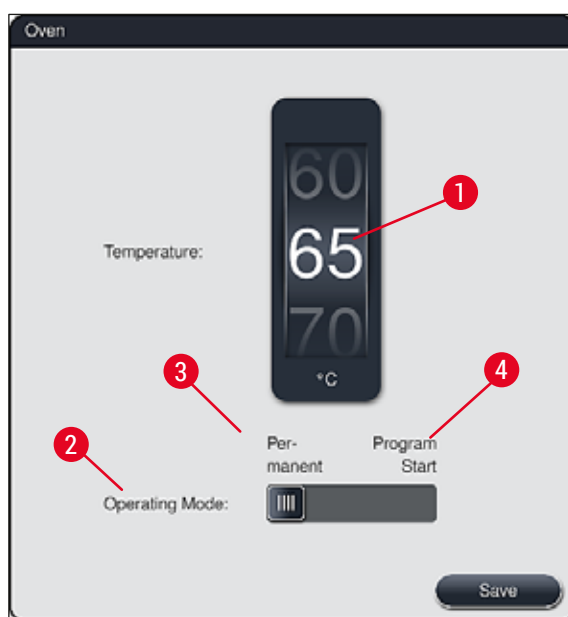 Oven
60
1
Temperature:
65
70
°C
3
4
Per-
manent
Program
Start
2
Operating Mode:
Save